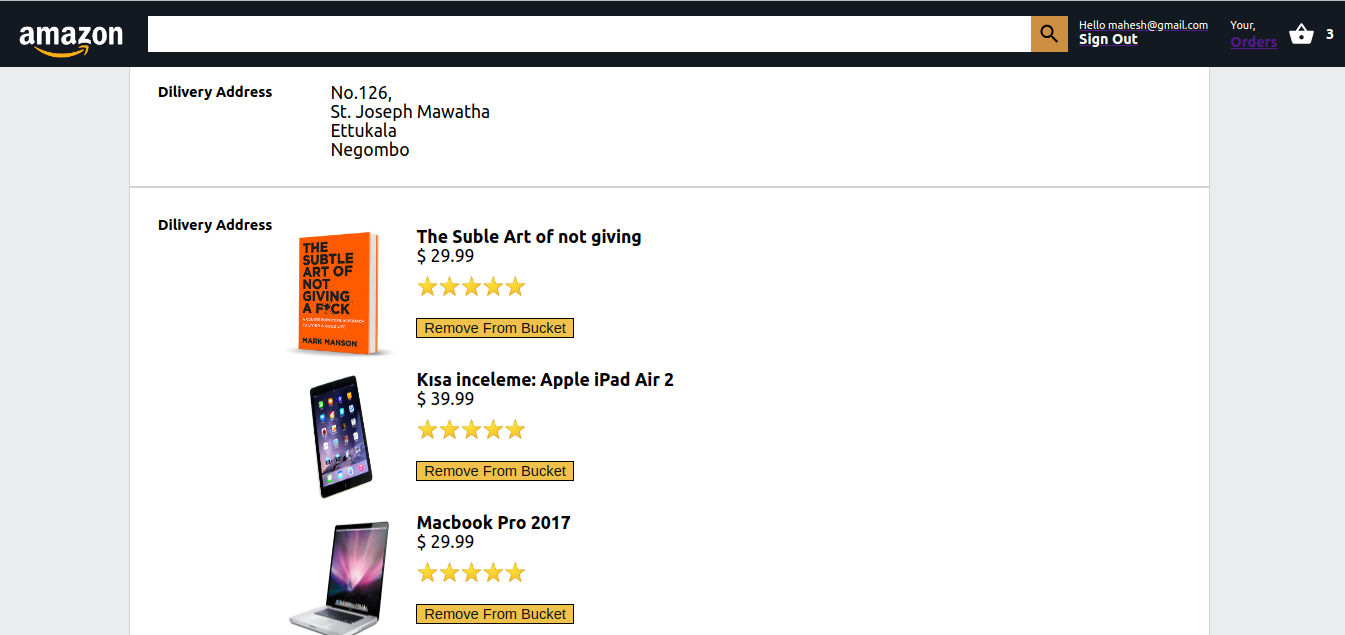 amazon
Hello mahesh@gmail.com
Sign Out
Your,
Orders
3
Dilivery Address
No.126,
St. Joseph Mawatha
Ettukala
Negombo
Dilivery Address
THE
SUBTLE
ART OF
NOT
GIVING
A F*CK
MARK MANSON
The Suble Art of not giving
$ 29.99
Remove From Bucket
Kısa inceleme: Apple iPad Air 2
$ 39.99
Remove From Bucket
Macbook Pro 2017
$ 29.99
Remove From Bucket